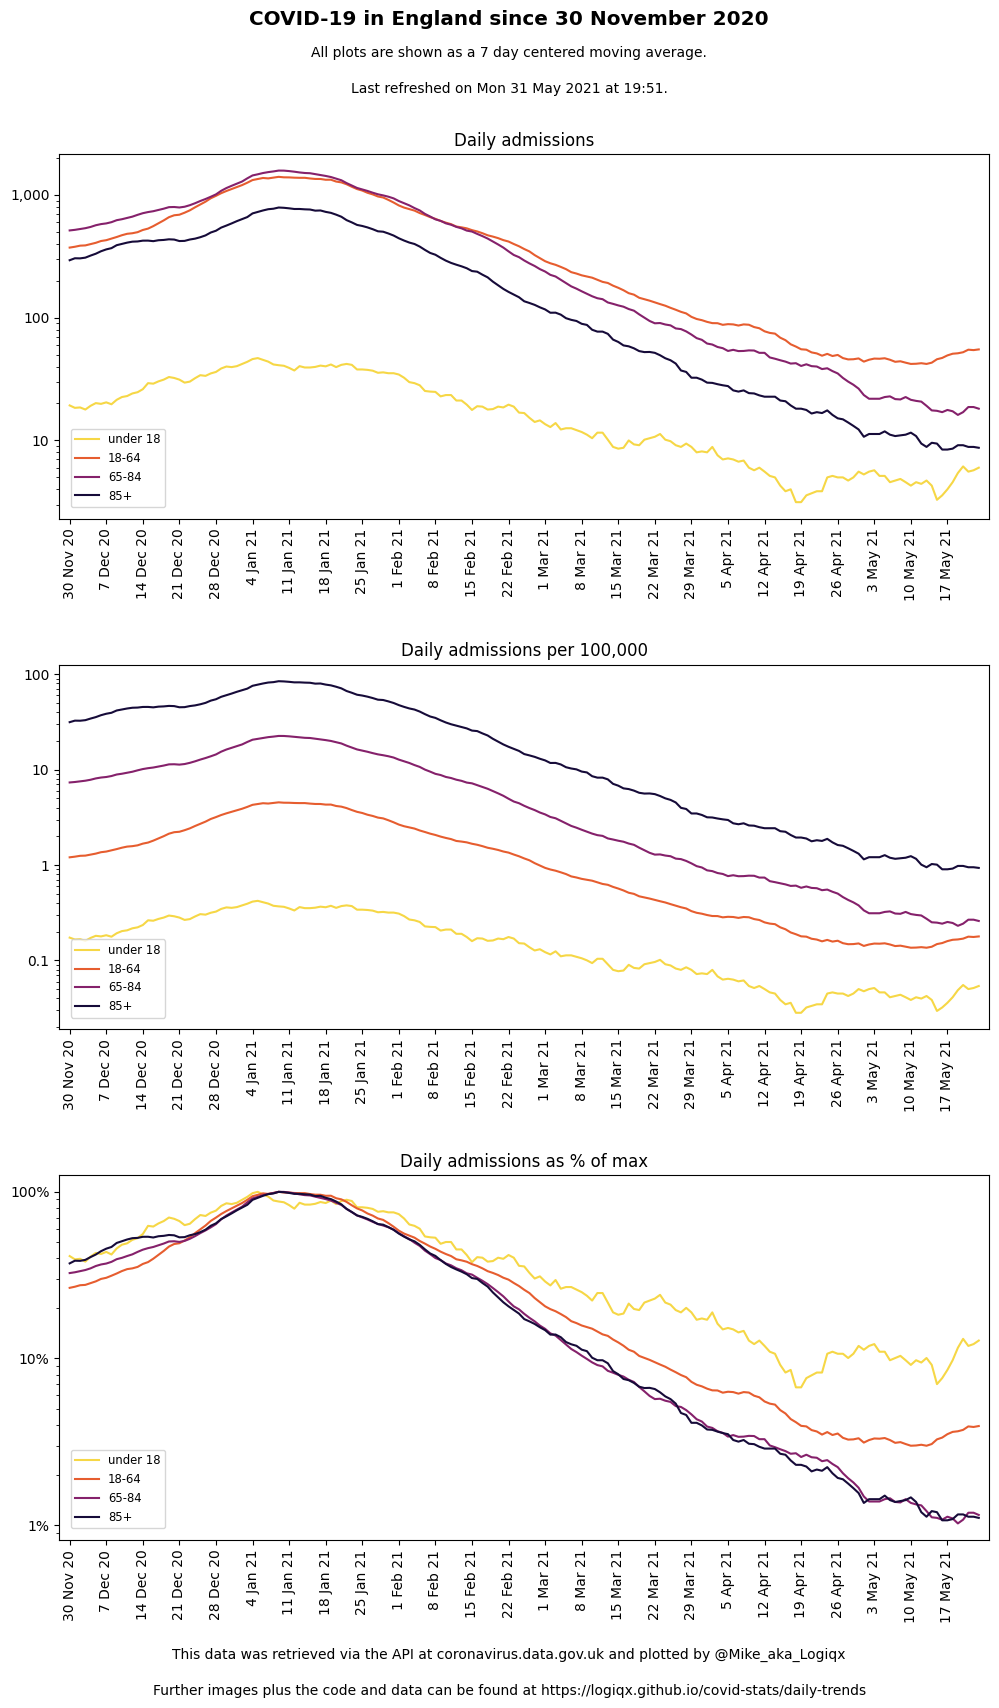 COVID-19 in England since 30 November 2020
All plots are shown as a 7 day centered moving average.
Last refreshed on Mon 31 May 2021 at 19:51.
Daily admissions
1,000
100
10
under 18
18-64
65-84
85+
30 Nov 20
7 Dec 20
14 Dec 20
21 Dec 20
28 Dec 20
4 Jan 21
11 Jan 21
18 Jan 21
25 Jan 21
1 Feb 21
8 Feb 21
15 Feb 21
22 Feb 21
1 Mar 21
8 Mar 21
15 Mar 21
22 Mar 21
29 Mar 21
5 Apr 21
12 Apr 21
19 Apr 21
26 Apr 21
3 May 21
10 May 21
17 May 21
Daily admissions per 100,000
100
10
1
0.1
under 18
18-64
65-84
85+
30 Nov 20
7 Dec 20
14 Dec 20
21 Dec 20
28 Dec 20
4 Jan 21
11 Jan 21
18 Jan 21
25 Jan 21
1 Feb 21
8 Feb 21
15 Feb 21
22 Feb 21
1 Mar 21
8 Mar 21
15 Mar 21
22 Mar 21
29 Mar 21
5 Apr 21
12 Apr 21
19 Apr 21
26 Apr 21
3 May 21
10 May 21
17 May 21
Daily admissions as % of max
100%
10%
1%
under 18
18-64
65-84
85+
30 Nov 20
7 Dec 20
14 Dec 20
21 Dec 20
28 Dec 20
4 Jan 21
11 Jan 21
18 Jan 21
25 Jan 21
1 Feb 21
8 Feb 21
15 Feb 21
22 Feb 21
1 Mar 21
8 Mar 21
15 Mar 21
22 Mar 21
29 Mar 21
5 Apr 21
12 Apr 21
19 Apr 21
26 Apr 21
3 May 21
10 May 21
17 May 21
This data was retrieved via the API at coronavirus.data.gov.uk and plotted by @Mike_aka_Logiqx
Further images plus the code and data can be found at https://logiqx.github.io/covid-stats/daily-trends